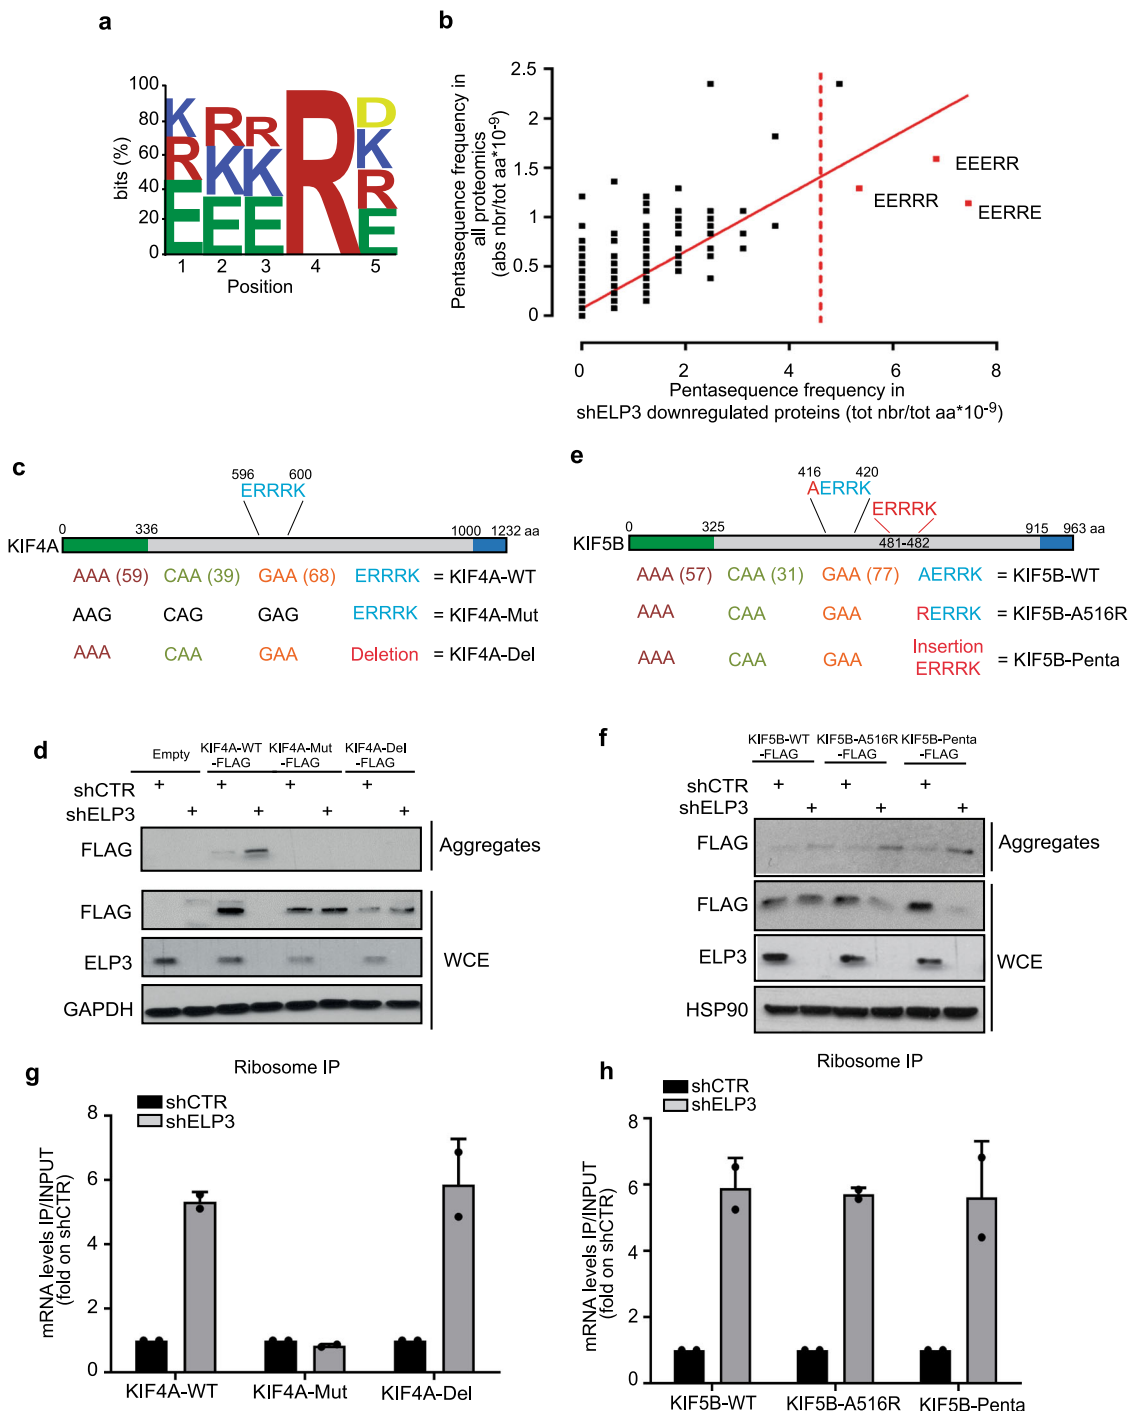 a
100
80
60
40
20
0
bits (%)
K R E
R K E
R K E
R
D K R E
1 2 3 4 5
Position
b
Pentasequence frequency in
all proteomics
(abs nbr/tot aa*10-9)
2.5
2
1.5
1
0.5
0
EEERR
EERRR
EERRE
0 2 4 6 8
Pentasequence frequency in
shELP3 downregulated proteins (tot nbr/tot aa*10-9)
c
596 600
ERRRK
0 336 1000 1232 aa
KIF4A
AAA (59) CAA (39) GAA (68) ERRRK = KIF4A-WT
AAG CAG GAG ERRRK = KIF4A-Mut
AAA CAA GAA Deletion = KIF4A-Del
e
416 420
AERRK
ERRRK
0 325 915 963 aa
KIF5B
481-482
AAA (57) CAA (31) GAA (77) AERRK = KIF5B-WT
AAA CAA GAA RERRK = KIF5B-A516R
AAA CAA GAA Insertion ERRRK = KIF5B-Penta
d
Empty KIF4A-WT -FLAG KIF4A-Mut -FLAG KIF4A-Del -FLAG
shCTR + + + +
shELP3 + + + +
FLAG Aggregates
FLAG
ELP3 WCE
GAPDH
f
KIF5B-WT -FLAG KIF5B-A516R -FLAG KIF5B-Penta -FLAG
shCTR + + +
shELP3 + + +
FLAG Aggregates
FLAG
ELP3 WCE
HSP90
g
Ribosome IP
shCTR
shELP3
mRNA levels IP/INPUT
(fold on shCTR)
8
6
4
2
0
KIF4A-WT KIF4A-Mut KIF4A-Del
h
Ribosome IP
shCTR
shELP3
mRNA levels IP/INPUT
(fold on shCTR)
8
6
4
2
0
KIF5B-WT KIF5B-A516R KIF5B-Penta